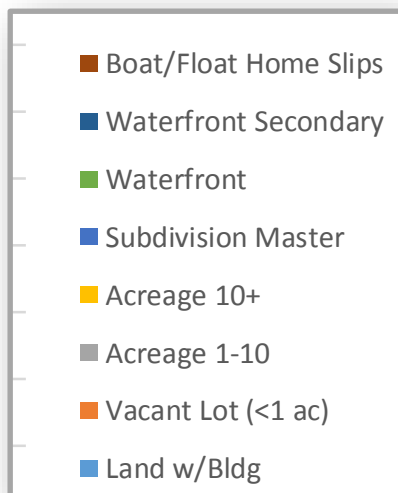 Boat/Float Home Slips
Waterfront Secondary
Waterfront
Subdivision Master
Acreage 10+
Acreage 1-10
Vacant Lot (<1 ac)
Land w/Bldg